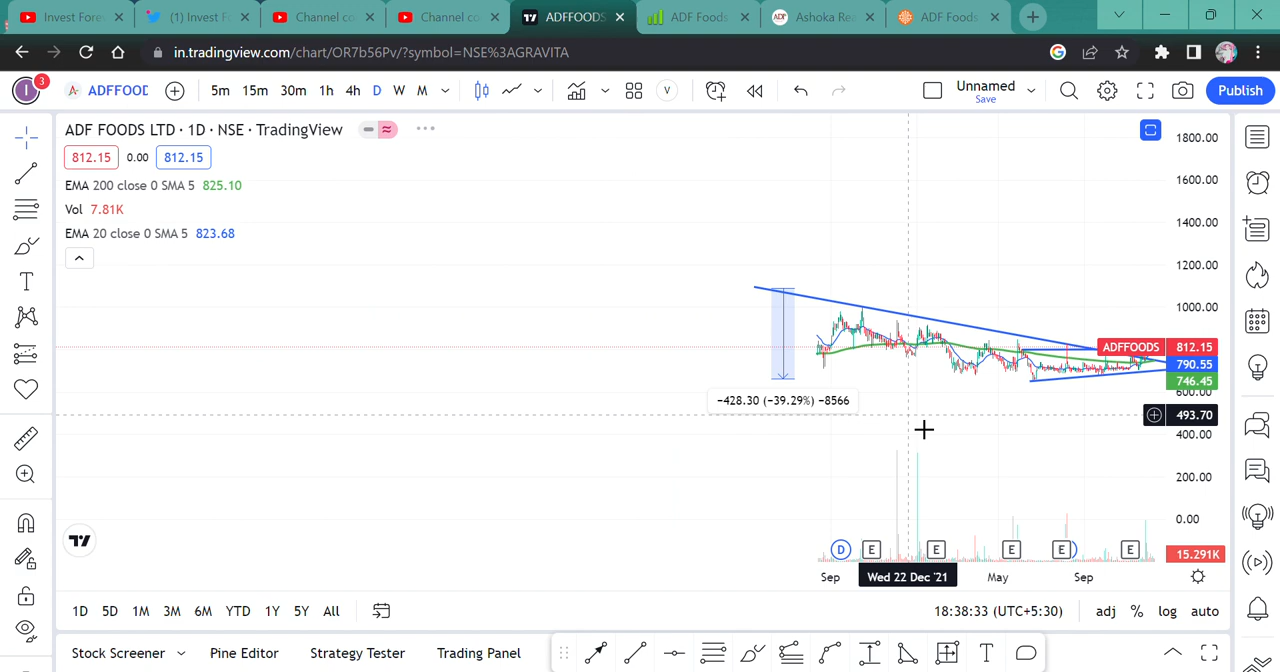 Invest Fore
(1) Invest F
Channel co
Channel co
ADFFOODS
ADF Foods
Ashoka Rea
ADF Foods
in.tradingview.com/chart/OR7b56Pv/?symbol=NSE%3AGRAVITA
I 3 A ADFFOOD 5m 15m 30m 1h 4h D W M V Unnamed Save Publish
ADF FOODS LTD · 1D · NSE · TradingView
812.15 0.00 812.15
EMA 200 close 0 SMA 5 825.10
Vol 7.81K
EMA 20 close 0 SMA 5 823.68
1800.00
1600.00
1400.00
1200.00
1000.00
ADFFOODS 812.15
790.55
746.45
600.00
−428.30 (−39.29%) −8566
493.70
400.00
200.00
0.00
D E E E E E
15.291K
Sep Wed 22 Dec '21 May Sep
1D 5D 1M 3M 6M YTD 1Y 5Y All 18:38:33 (UTC+5:30) adj % log auto
Stock Screener Pine Editor Strategy Tester Trading Panel